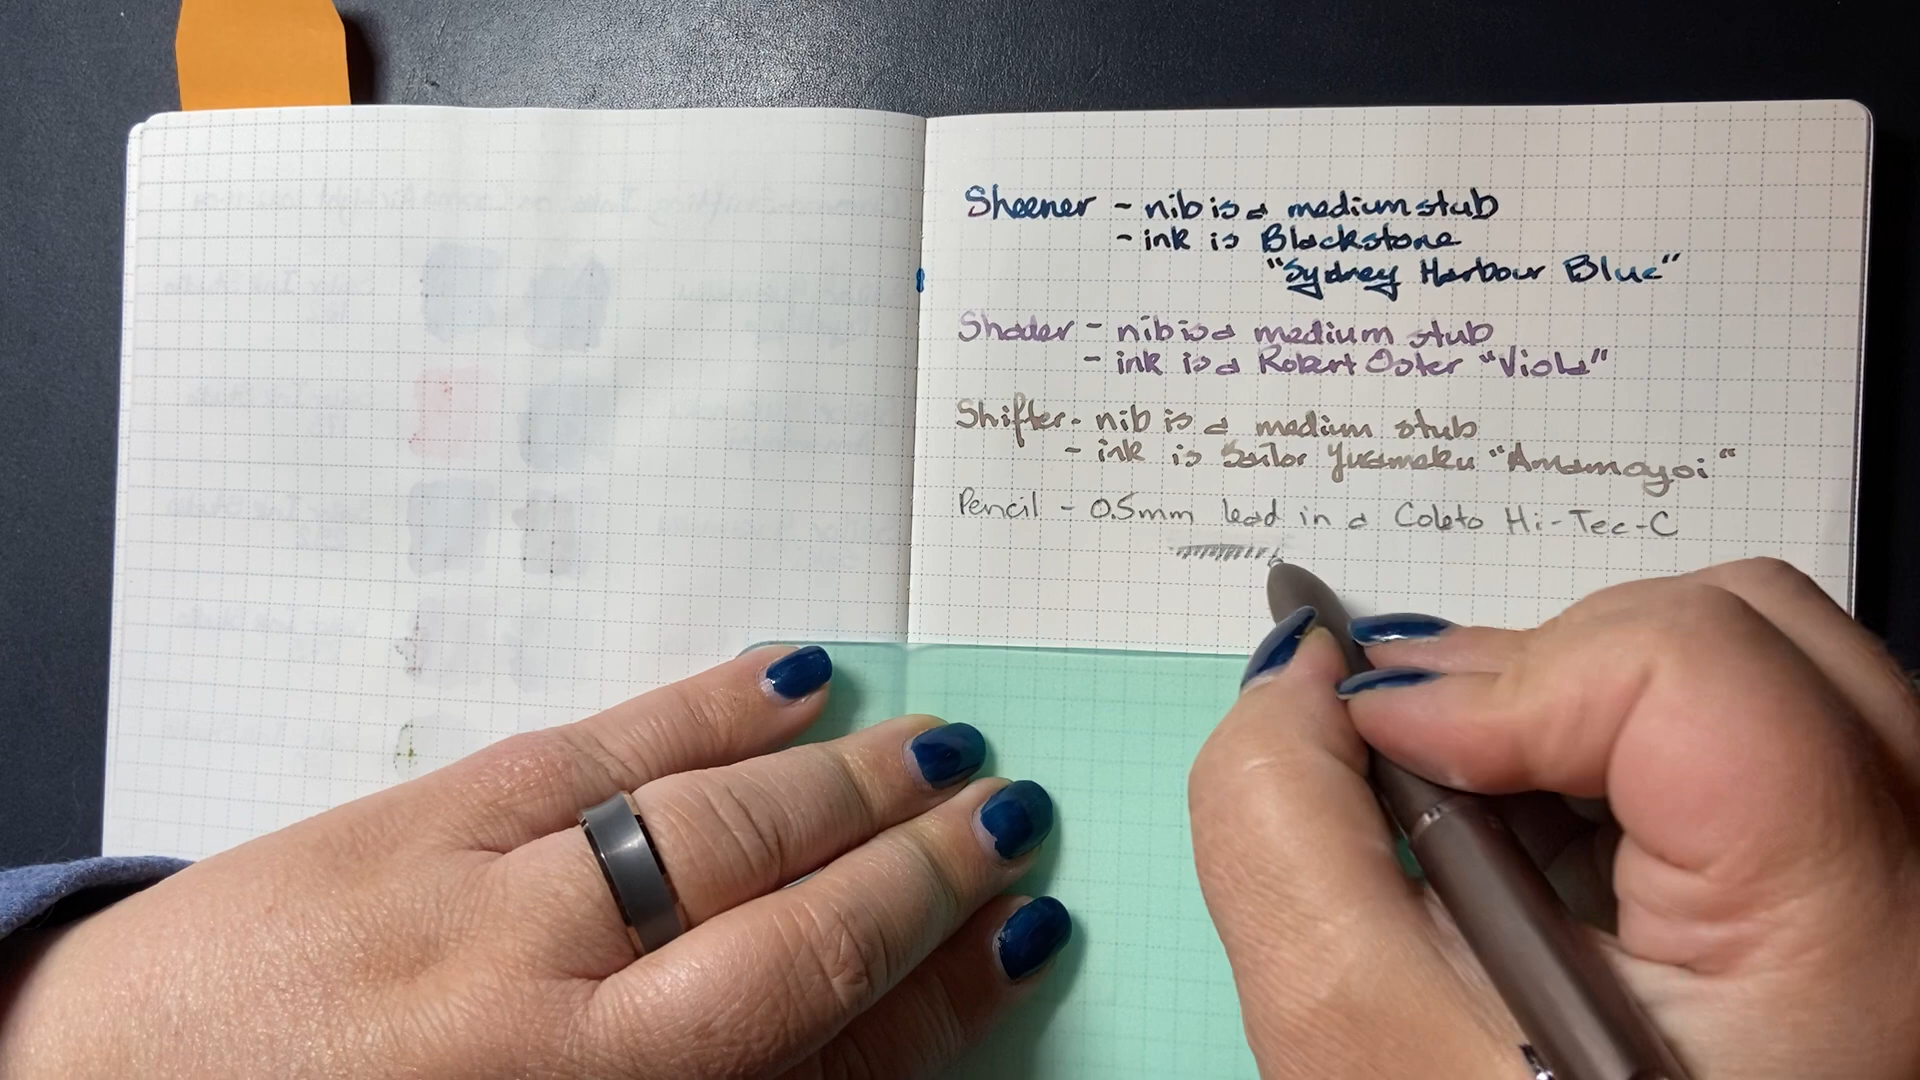 Sheener - nib is a medium stub
- ink is Blackstone
"Sydney Harbour Blue"
Shader - nib is a medium stub
- ink is a Robert Oster "Viola"
Shifter - nib is a medium stub
- ink is Sailor Yurameku "Amamoyoi"
Pencil - 0.5mm lead in a Coleto Hi-Tec-C